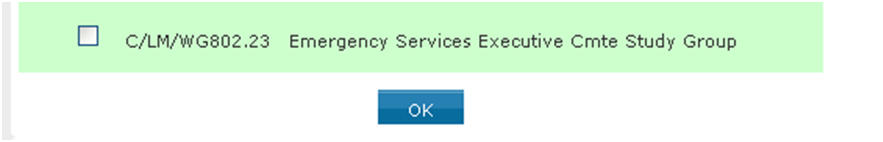 C/LM/WG802.23 Emergency Services Executive Cmte Study Group
OK